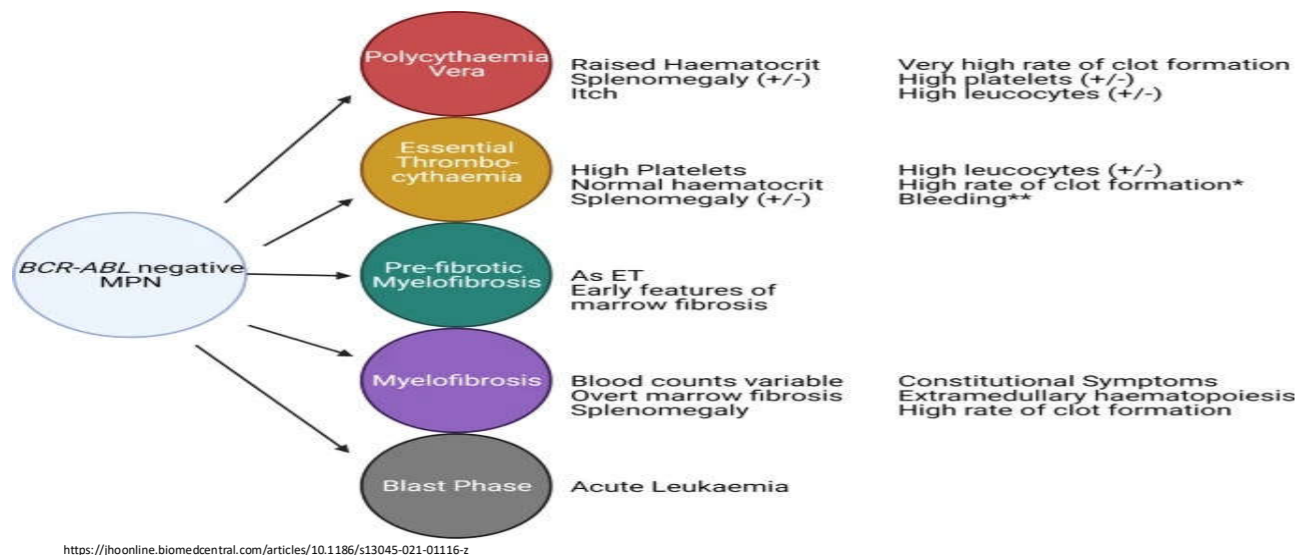 Polycythaemia
Vera
Raised Haematocrit
Splenomegaly (+/-)
Itch
Very high rate of clot formation
High platelets (+/-)
High leucocytes (+/-)
Essential
Thrombo-
cythaemia
High Platelets
Normal haematocrit
Splenomegaly (+/-)
High leucocytes (+/-)
High rate of clot formation*
Bleeding**
BCR-ABL negative
MPN
Pre-fibrotic
Myelofibrosis
As ET
Early features of
marrow fibrosis
Myelofibrosis
Blood counts variable
Overt marrow fibrosis
Splenomegaly
Constitutional Symptoms
Extramedullary haematopoiesis
High rate of clot formation
Blast Phase
Acute Leukaemia
https://jhoonline.biomedcentral.com/articles/10.1186/s13045-021-01116-z